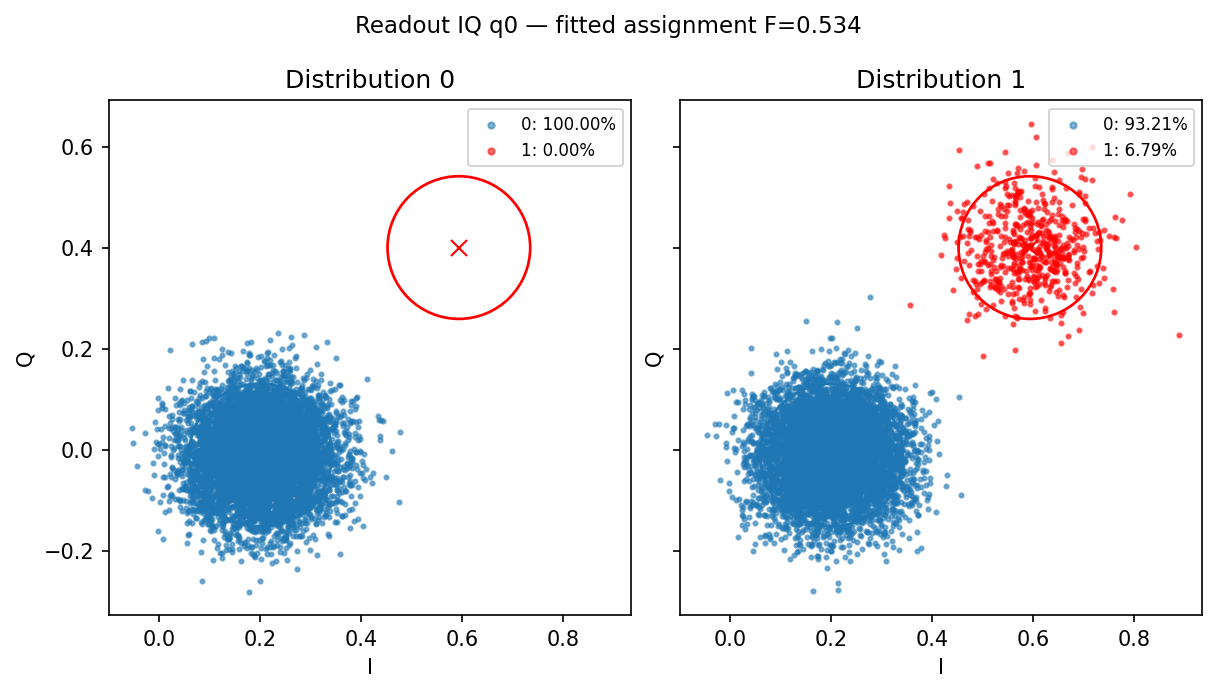 Readout IQ q0 — fitted assignment F=0.534
Distribution 0
0: 100.00%
1: 0.00%
Q
0.6
0.4
0.2
0.0
−0.2
0.0 0.2 0.4 0.6 0.8
I
Distribution 1
0: 93.21%
1: 6.79%
Q
0.0 0.2 0.4 0.6 0.8
I